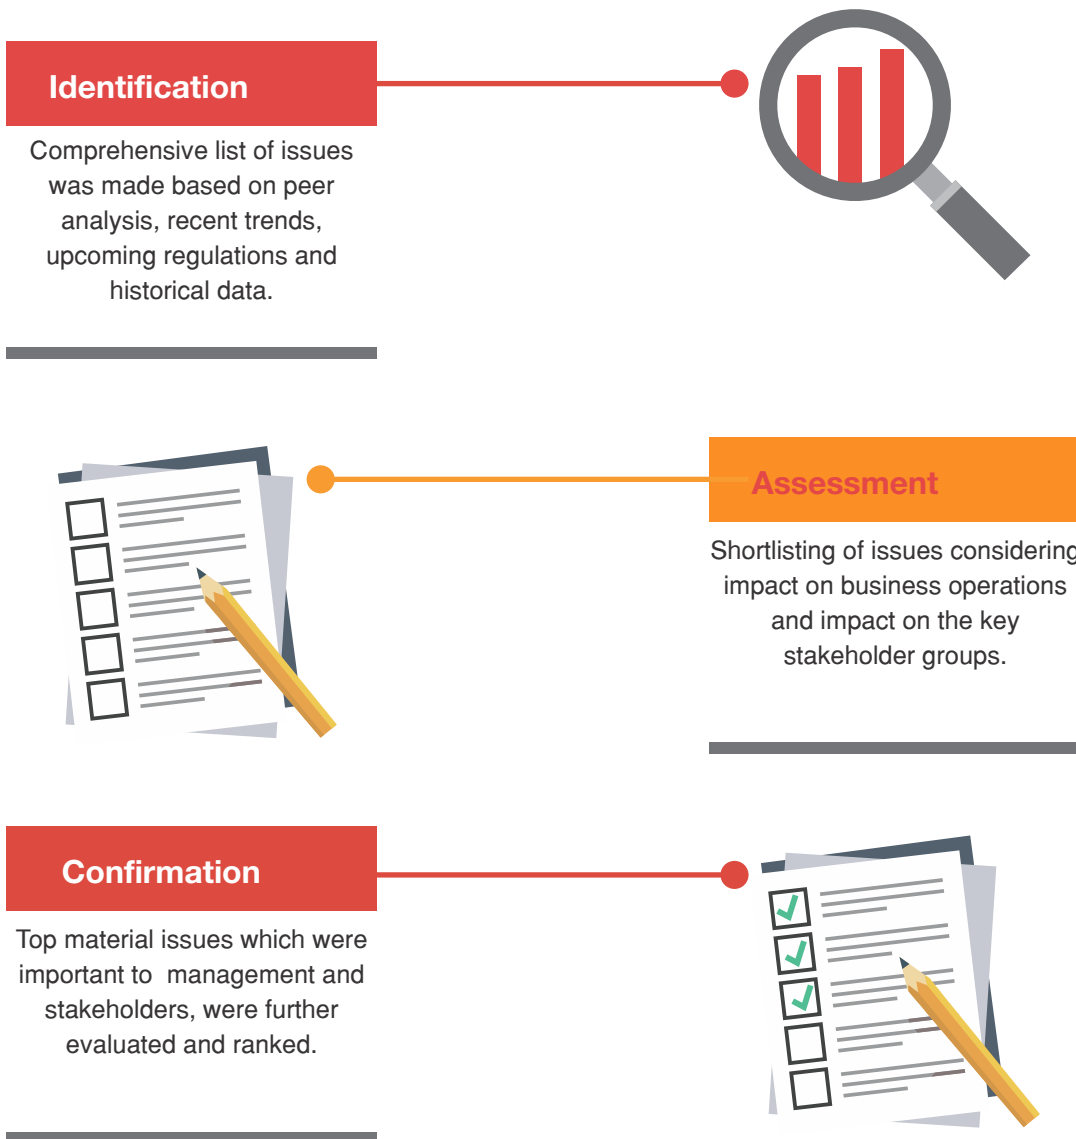 Identification
Comprehensive list of issues
was made based on peer
analysis, recent trends,
upcoming regulations and
historical data.
Assessment
Shortlisting of issues considering
impact on business operations
and impact on the key
stakeholder groups.
Confirmation
Top material issues which were
important to  management and
stakeholders, were further
evaluated and ranked.